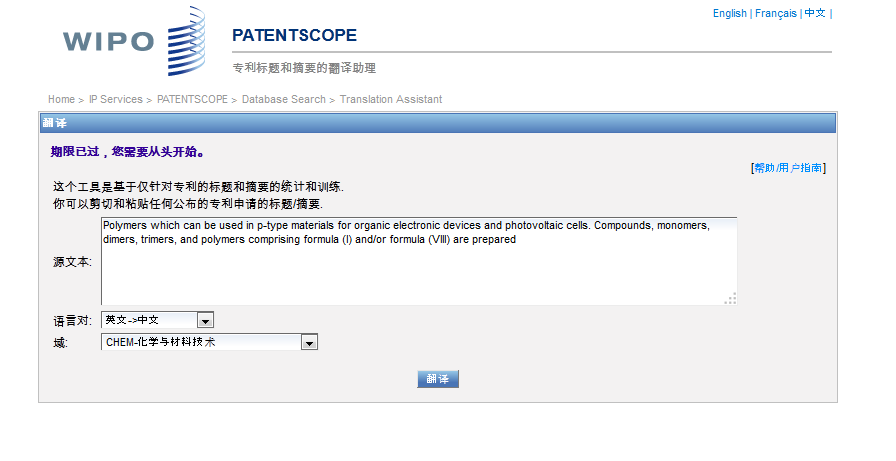 English | Français | 中文 |
WIPO
PATENTSCOPE
专利标题和摘要的翻译助理
Home > IP Services > PATENTSCOPE > Database Search > Translation Assistant
翻译
期限已过，您需要从头开始。
[帮助/用户指南]
这个工具是基于仅针对专利的标题和摘要的统计和训练.
你可以剪切和粘贴任何公布的专利申请的标题/摘要.
源文本:
Polymers which can be used in p-type materials for organic electronic devices and photovoltaic cells. Compounds, monomers,
dimers, trimers, and polymers comprising formula (I) and/or formula (VIII) are prepared
语言对: 英文->中文
域: CHEM-化学与材料技术
翻译